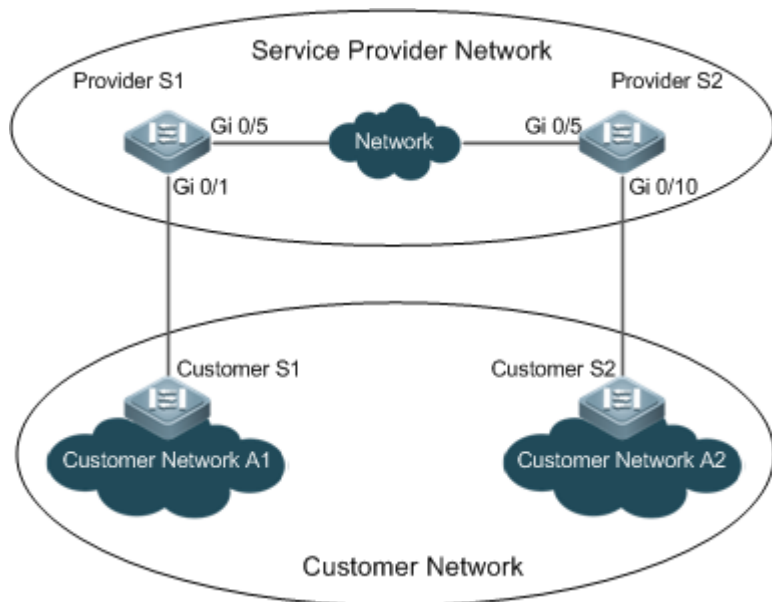 Service Provider Network
Provider S1
Provider S2
Gi 0/5
Network
Gi 0/5
Gi 0/1
Gi 0/10
Customer S1
Customer S2
Customer Network A1
Customer Network A2
Customer Network